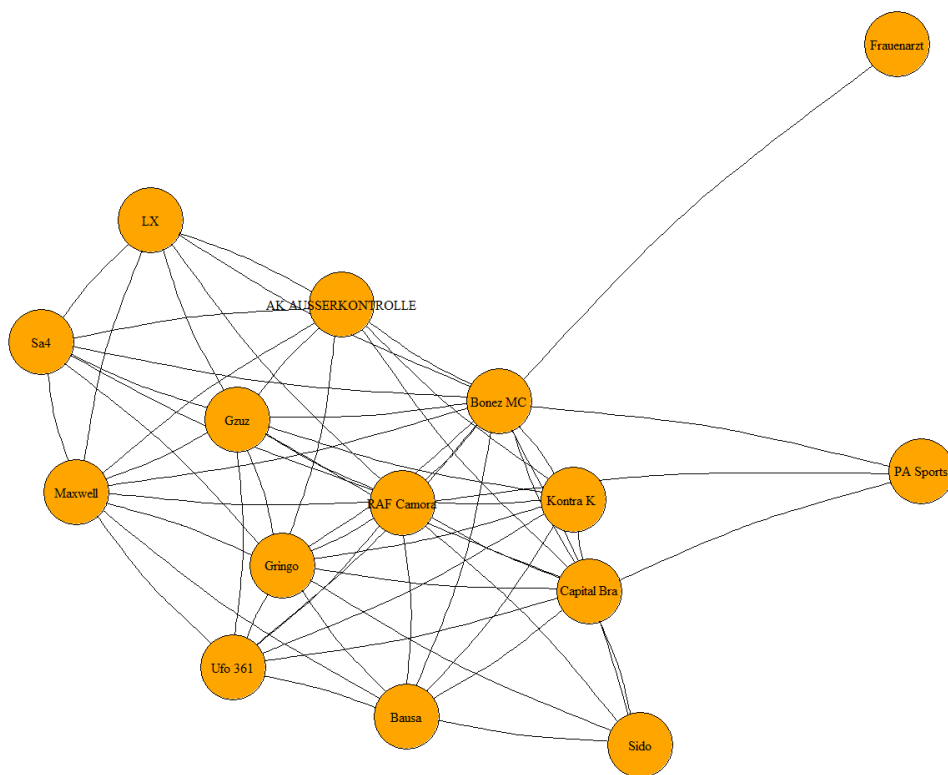 Frauenarzt
LX
AK AUSSERKONTROLLE
Sa4
Bonez MC
Gzuz
PA Sports
Maxwell
RAF Camora
Kontra K
Gringo
Capital Bra
Ufo 361
Bausa
Sido